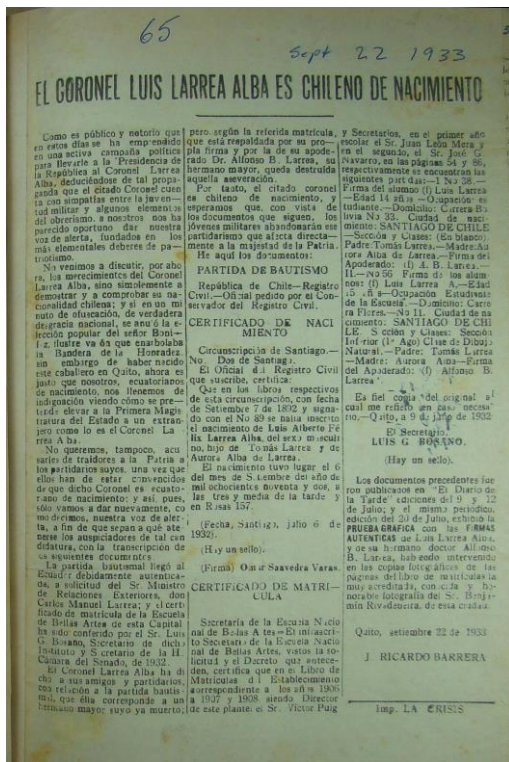 65
Sept 22 1933
EL CORONEL LUIS LARREA ALBA ES CHILENO DE NACIMIENTO
Como es público y notorio que
en estos días se ha emprendido
en una activa campaña política
para llevarle a la Presidencia de
la República al Coronel Larrea
Alba, deduciéndose de tal propa-
ganda que el citado Coronel cuen
ta con simpatías entre la juven-
tud militar y algunos elementos
del obrerismo, a nosotros nos ha
parecido oportuno dar nuestra
voz de alerta, fundados en los
más elementales deberes de pa-
triotismo.
No venimos a discutir, por aho
ra, los merecimientos del Coronel
Larrea Alba, sino simplemente a
demostrar y a comprobar su na-
cionalidad chilena; y si en un mi
nuto de ofuscación, de verdadera
desgracia nacional, se anuló la e
lección popular del señor Boni-
faz, ilustre varón que enarbolaba
la Bandera de la Honradez,
sin embargo de haber nacido
este caballero en Quito, ahora es
justo que nosotros, ecuatorianos
de nacimiento, nos llenemos de
indignación viendo cómo se pre-
tende elevar a la Primera Magis
tratura del Estado a un extran-
jero como lo es el Coronel La
rrea Alba.
No queremos, tampoco, acu
sarles de traidores a la Patria a
los partidarios suyos, una vez que
ellos han de estar convencidos
de que dicho Coronel es ecuato-
riano de nacimiento; y así, pues,
sólo vamos a dar nuevamente, co
mo decimos, nuestra voz de aler-
ta, a fin de que sepan a qué ate-
nerse los auspiciadores de tal can
didatura, con la transcripción de
los siguientes documentos
La partida bautismal llegó al
Ecuador debidamente autentica-
da, a solicitud del Sr. Ministro
de Relaciones Exteriores, don
Carlos Manuel Larrea; y el certi
ficado de matrícula de la Escuela
de Bellas Artes de esta Capital
ha sido conferido por el Sr. Luis
G. Bosano, Secretario de dicho
Instituto y Secretario de la
Cámara del Senado, de 1932.
El Coronel Larrea Alba ha di
cho a sus amigos y partidarios,
con relación a la partida bautis-
mal, que ella corresponde a un
hermano mayor suyo ya muerto;
pero según la referida matrícula,
que está respaldada por su pro-
pia firma y por la de su apode-
rado Dr. Alfonso B. Larrea, su
hermano mayor, queda destruida
aquella aseveración.
Por tanto, el citado coronel
es chileno de nacimiento, y
esperamos que, con vista de
los documentos que siguen, los
jóvenes militares abandonarán ese
partidarismo que afecta directa-
mente a la majestad de la Patria.
He aquí los documentos:
PARTIDA DE BAUTISMO
República de Chile—Registro
Civil.—Oficial pedido por el Con-
servador del Registro Civil.
CERTIFICADO DE NACI
MIENTO
Circunscripción de Santiago.—
No. Dos de Santiago.
El Oficial del Registro Civil
que suscribe, certifica:
Que en los libros respectivos
de esta circunscripción, con fecha
de Setiembre 7 de 1892 y signa-
do con el No 89 se halla inscrito
el nacimiento de Luis Alberto Fé
lix Larrea Alba, del sexo masculi
no, hijo de Tomás Larrea y de
Aurora Alba de Larrea.
El nacimiento tuvo lugar el 6
del mes de Setiembre del año de
mil ochocientos noventa y dos, a
las tres y media de la tarde y
en Rosas 157.
(Fecha, Santiago, julio 6 de
1932).
(Hay un sello).
(Firma) Omar Saavedra Varas.
CERTIFICADO DE MATRI-
CULA
Secretaría de la Escuela Nacio
nal de Bellas Artes—El infrascri-
to Secretario de la Escuela Nacio
nal de Bellas Artes, vistos la so-
licitud y el Decreto que antece-
den, certifica que en el Libro de
Matrículas del Establecimiento
correspondiente a los años 1906
a 1907 y 1908 siendo Director
de este plantel el Sr. Víctor Puig
y Secretarios, en el primer año
escolar el Sr. Juan León Mera y
en el segundo, el Sr. José G.
Navarro, en las páginas 54 y 86,
respectivamente se encuentran las
siguientes partidas:—I No 38.—
Firma del alumno (f) Luis Larrea
—Edad 14 años—Ocupación: es
tudiante.—Domicilio: Carrera Bo
livia No 33. Ciudad de naci-
miento: SANTIAGO DE CHILE
—Sección y Clases: (En blanco).
Padre: Tomás Larrea.—Madre: Au
rora Alba de Larrea.—Firma del
Apoderado: (f) A. B. Larrea.—
II.—No 56 Firma de los alum-
nos: (f) Luis Larrea A.—Edad
15 años—Ocupación Estudiante
de la Escuela.—Domicilio: Carre
ra Flores.—No 11. Ciudad de na
cimiento: SANTIAGO DE CHI
LE. Sección y Clases: Sección
Inferior (1er Año) Clase de Dibujo
Natural.—Padre: Tomás Larrea
—Madre: Aurora Alba—Firma
del Apoderado: (f) Alfonso B.
Larrea
Es fiel copia del original al
cual me refiero en caso necesa
rio.—Quito, a 9 de julio de 1932
El Secretario,
LUIS G. BOSANO.
(Hay un sello).
Los documentos precedentes fue
ron publicados en "El Diario de
la Tarde" ediciones del 9 y 12
de Julio; y el mismo periódico,
edición del 20 de Julio, exhibió la
PRUEBA GRAFICA con las FIRMAS
AUTENTICAS de Luis Larrea Alba,
y de su hermano doctor Alfonso
B. Larrea, habiendo intervenido
en las copias fotográficas de las
páginas del libro de matrículas la
muy acreditada, conocida y ho-
norable fotografía del Sr. Benja-
mín Rivadeneira, de esta ciudad.
Quito, setiembre 22 de 1933
J. RICARDO BARRERA
Imp. LA CRISIS